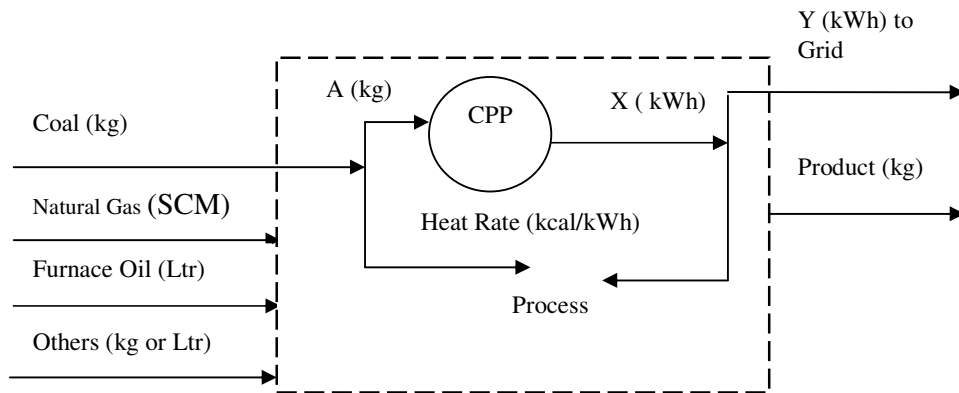 Y (kWh) to
Grid
A (kg)
X ( kWh)
CPP
Coal (kg)
Product (kg)
Natural Gas (SCM)
Heat Rate (kcal/kWh)
Furnace Oil (Ltr)
Process
Others (kg or Ltr)